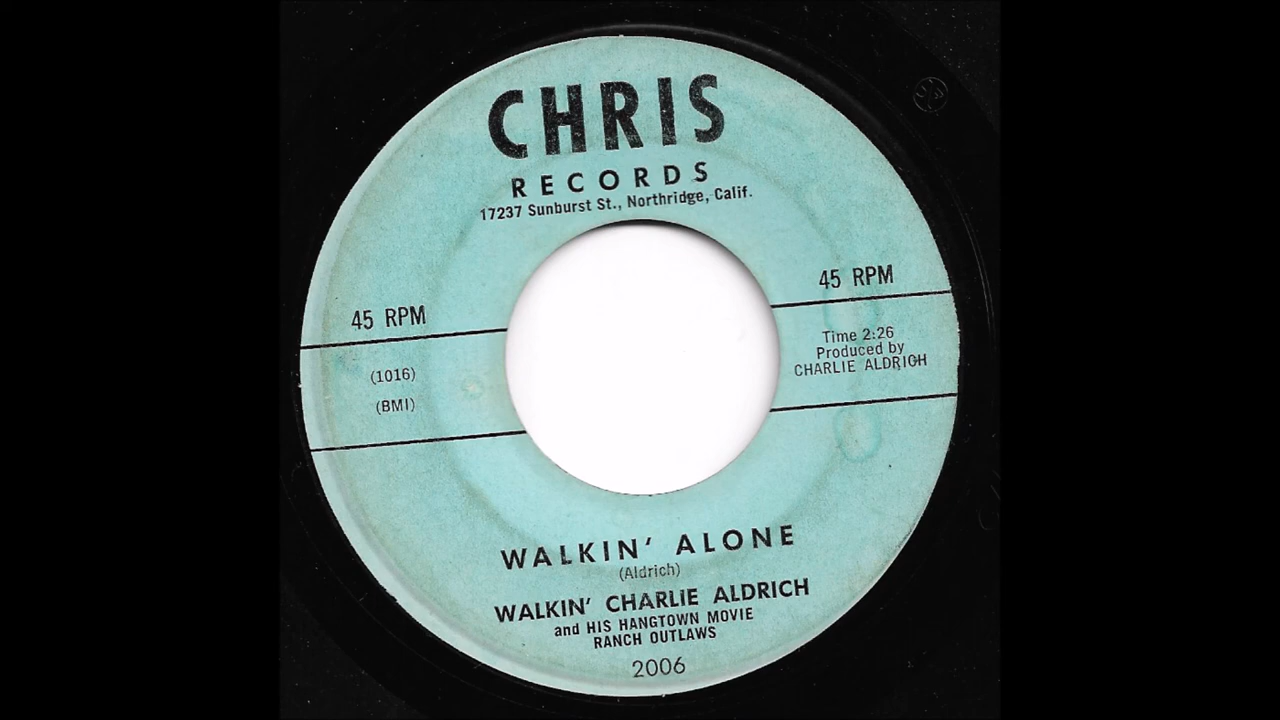 CHRIS
RECORDS
17237 Sunburst St., Northridge, Calif.
45 RPM
45 RPM
(1016)
(BMI)
Time 2:26
Produced by
CHARLIE ALDRICH
WALKIN' ALONE
(Aldrich)
WALKIN' CHARLIE ALDRICH
and HIS HANGTOWN MOVIE
RANCH OUTLAWS
2006